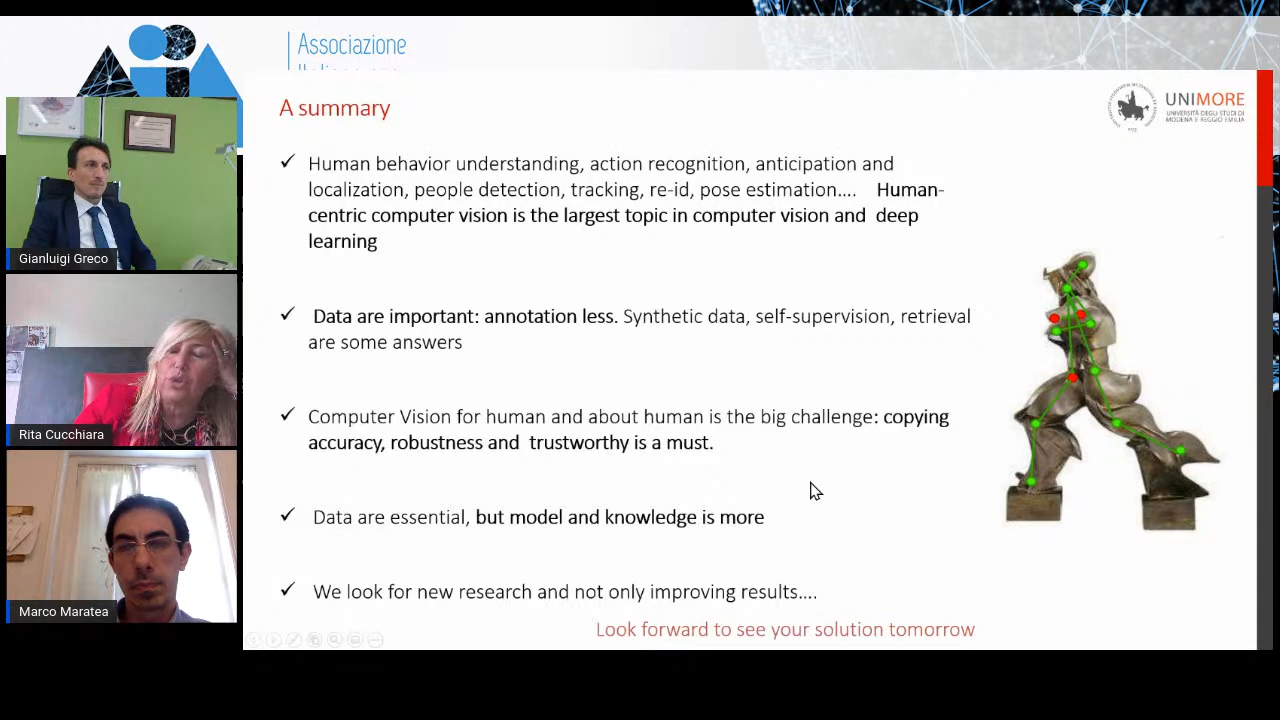 Associazione
A summary
UNIMORE
UNIVERSITÀ DEGLI STUDI DI
MODENA E REGGIO EMILIA
Human behavior understanding, action recognition, anticipation and
localization, people detection, tracking, re-id, pose estimation.... Human-
centric computer vision is the largest topic in computer vision and deep
learning
Data are important: annotation less. Synthetic data, self-supervision, retrieval
are some answers
Computer Vision for human and about human is the big challenge: copying
accuracy, robustness and trustworthy is a must.
Data are essential, but model and knowledge is more
We look for new research and not only improving results....
Look forward to see your solution tomorrow
Gianluigi Greco
Rita Cucchiara
Marco Maratea